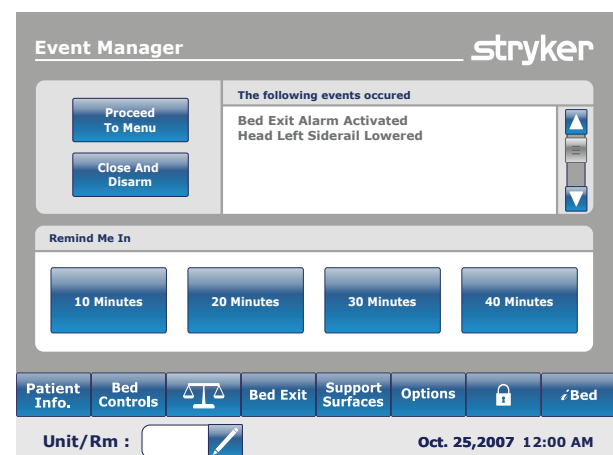 Event Manager
stryker
The following events occured
Proceed
To Menu
Bed Exit Alarm Activated
Head Left Siderail Lowered
Close And
Disarm
Remind Me In
10 Minutes
20 Minutes
30 Minutes
40 Minutes
Patient
Info.
Bed
Controls
Bed Exit
Support
Surfaces
Options
iBed
Unit/Rm :
Oct. 25,2007 12:00 AM